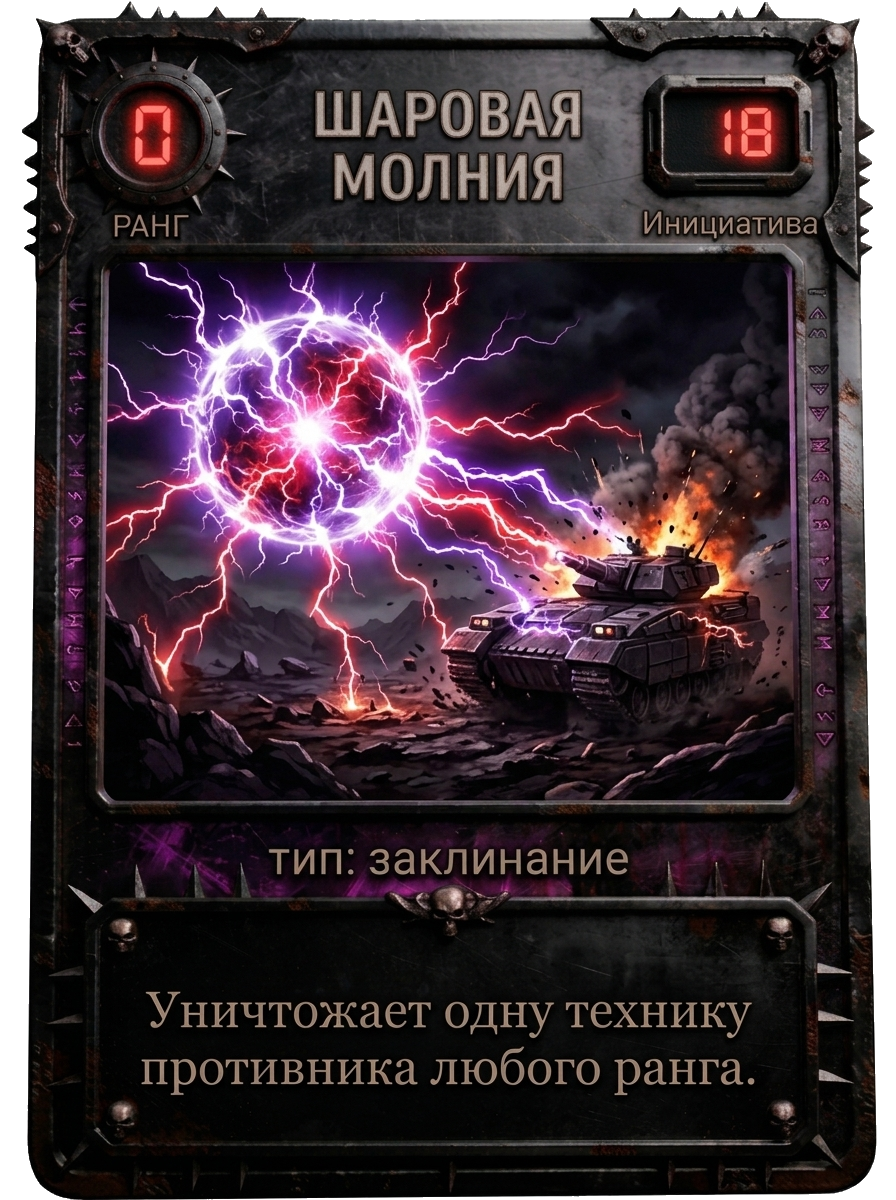 0
ШАРОВАЯ
МОЛНИЯ
18
РАНГ
Инициатива
тип: заклинание
Уничтожает одну технику
противника любого ранга.